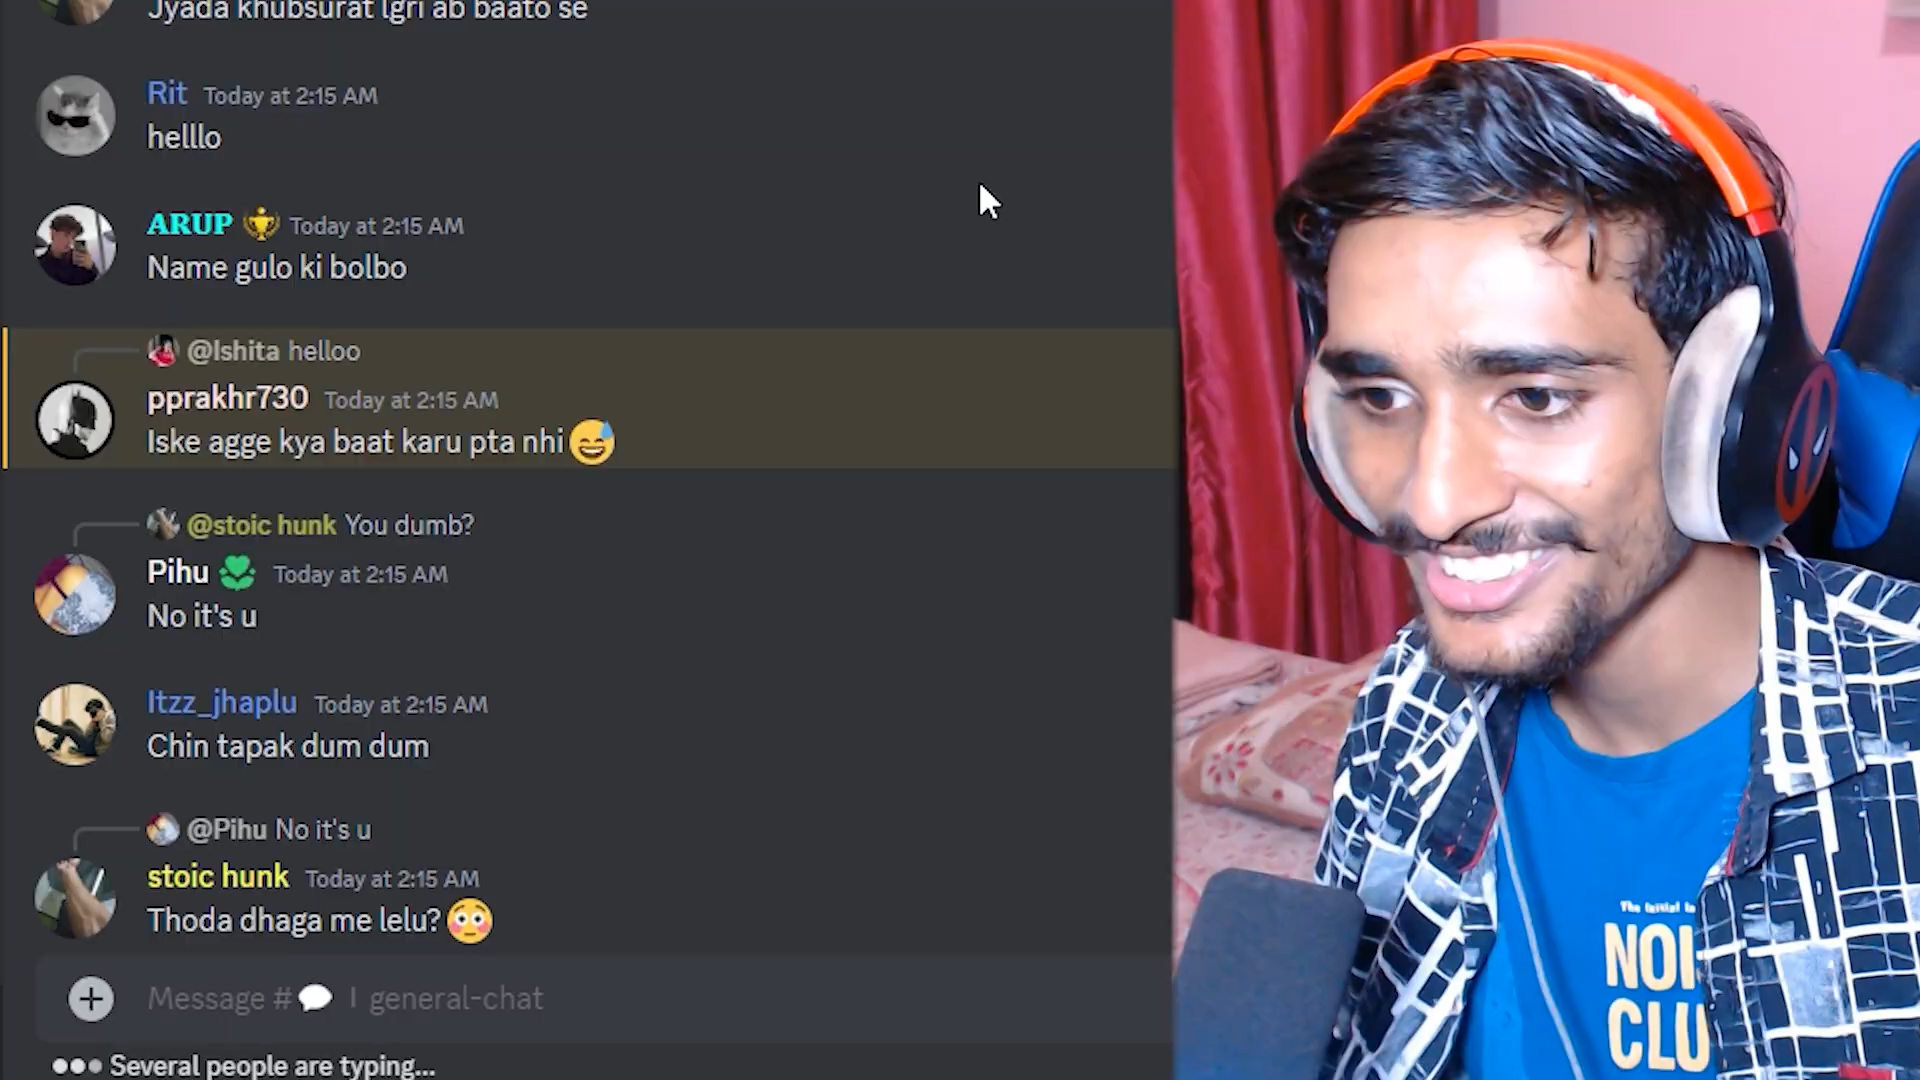 Jyada khubsurat lgri ab baato se
Rit Today at 2:15 AM
helllo
ARUP Today at 2:15 AM
Name gulo ki bolbo
@Ishita helloo
pprakhr730 Today at 2:15 AM
Iske agge kya baat karu pta nhi😅
@stoic hunk You dumb?
Pihu Today at 2:15 AM
No it's u
Itzz_jhaplu Today at 2:15 AM
Chin tapak dum dum
@Pihu No it's u
stoic hunk Today at 2:15 AM
Thoda dhaga me lelu?😳
Message #💬 | general-chat
Several people are typing...
The Initial
NOI
CLU